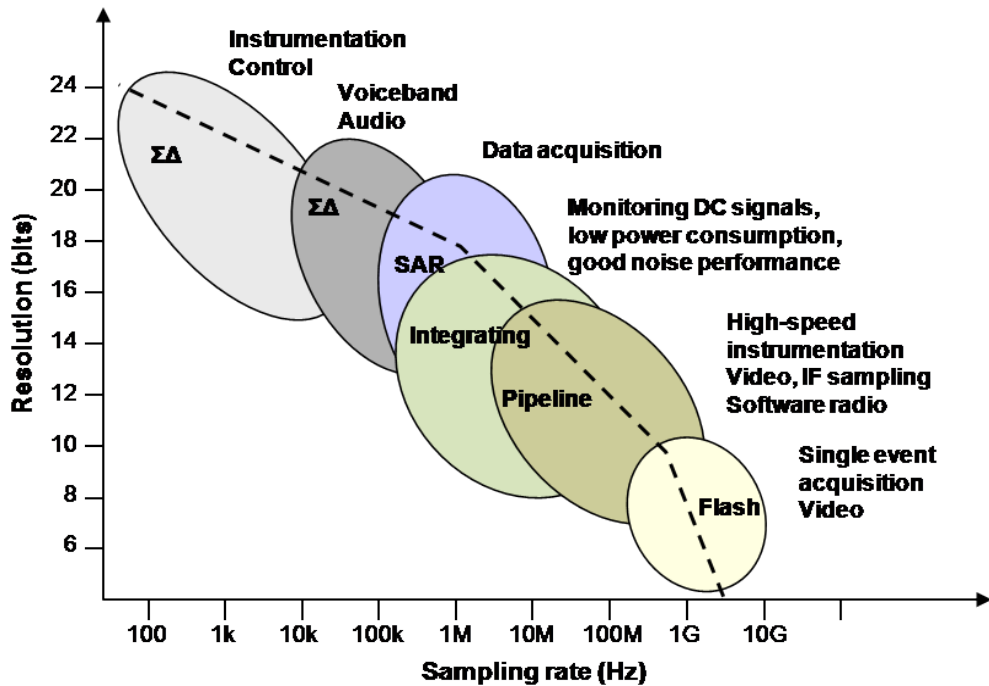 Instrumentation
Control
Voiceband
Audio
Data acquisition
Monitoring DC signals,
low power consumption,
good noise performance
High-speed
instrumentation
Video, IF sampling
Software radio
Single event
acquisition
Video
ΣΔ
ΣΔ
SAR
Integrating
Pipeline
Flash
Resolution (bits)
24
22
20
18
16
14
12
10
8
6
100 1k 10k 100k 1M 10M 100M 1G 10G
Sampling rate (Hz)